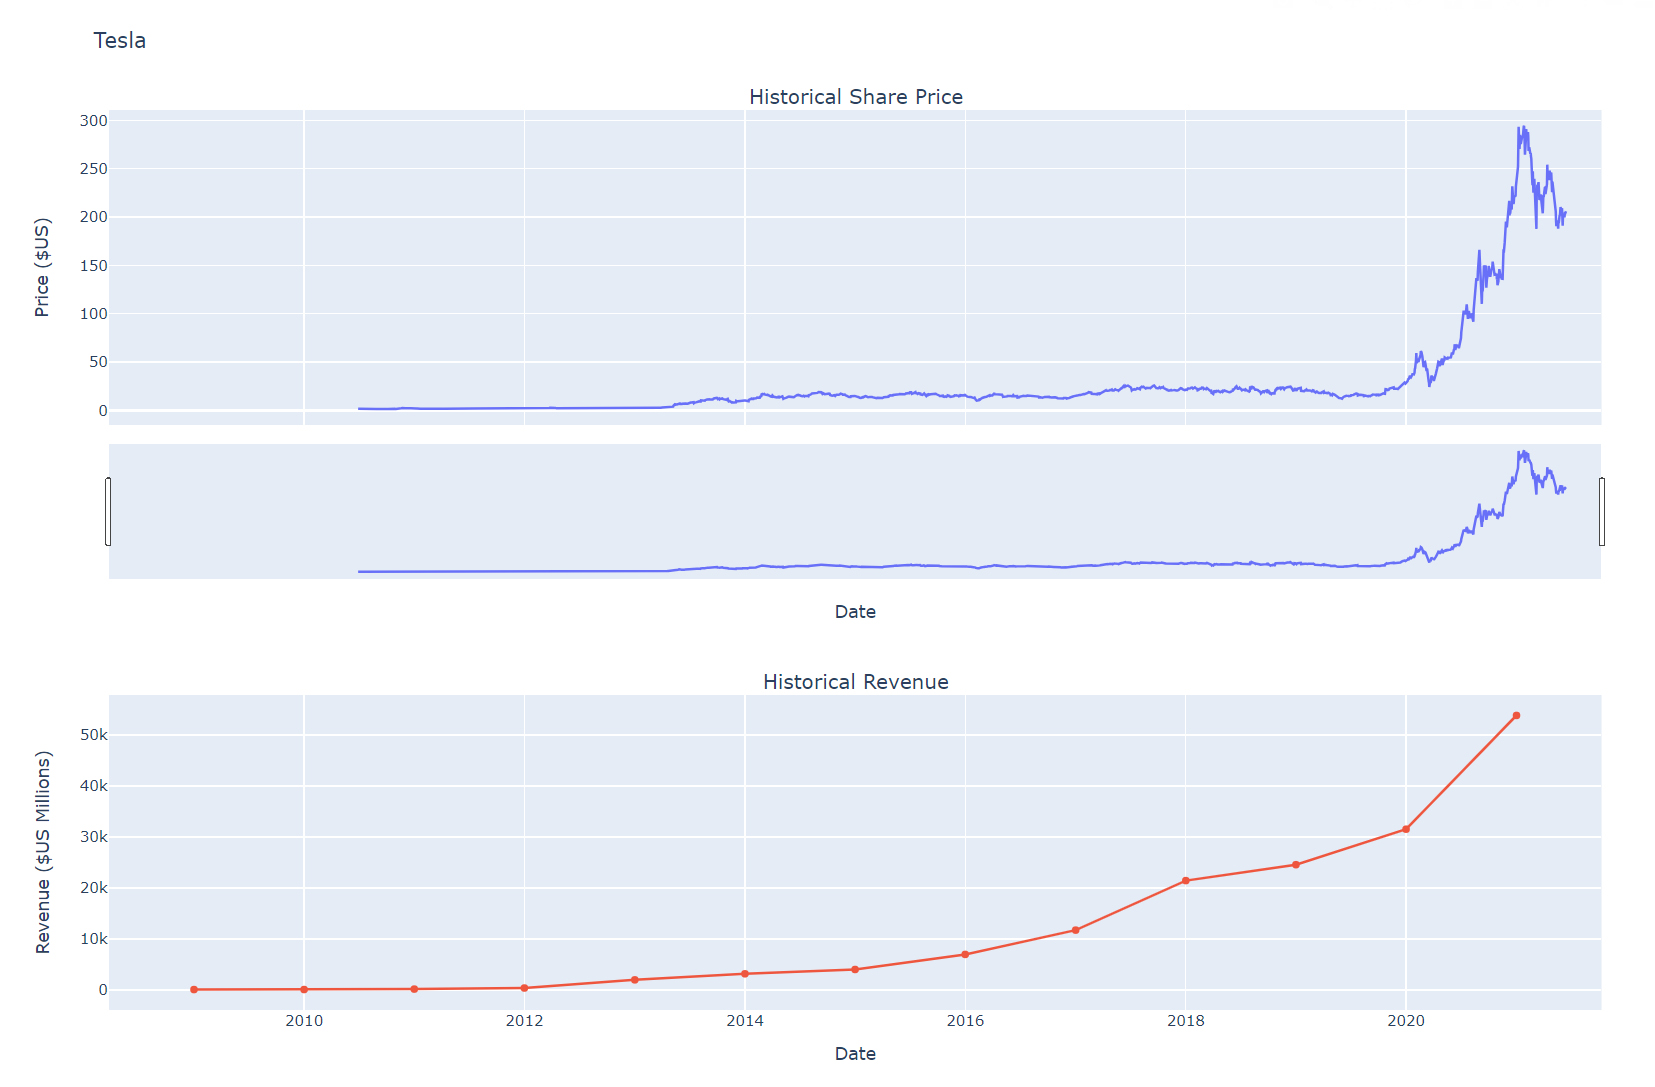 Tesla
Historical Share Price
300
250
200
150
100
50
0
Price ($US)
Date
Historical Revenue
50k
40k
30k
20k
10k
0
Revenue ($US Millions)
2010 2012 2014 2016 2018 2020
Date